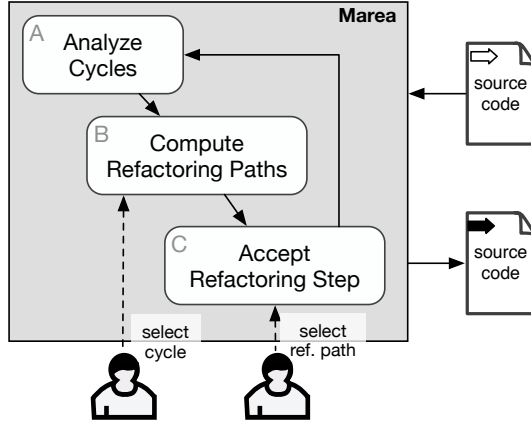 Marea
A
Analyze
Cycles
B
Compute
Refactoring Paths
C
Accept
Refactoring Step
source
code
source
code
select
cycle
select
ref. path